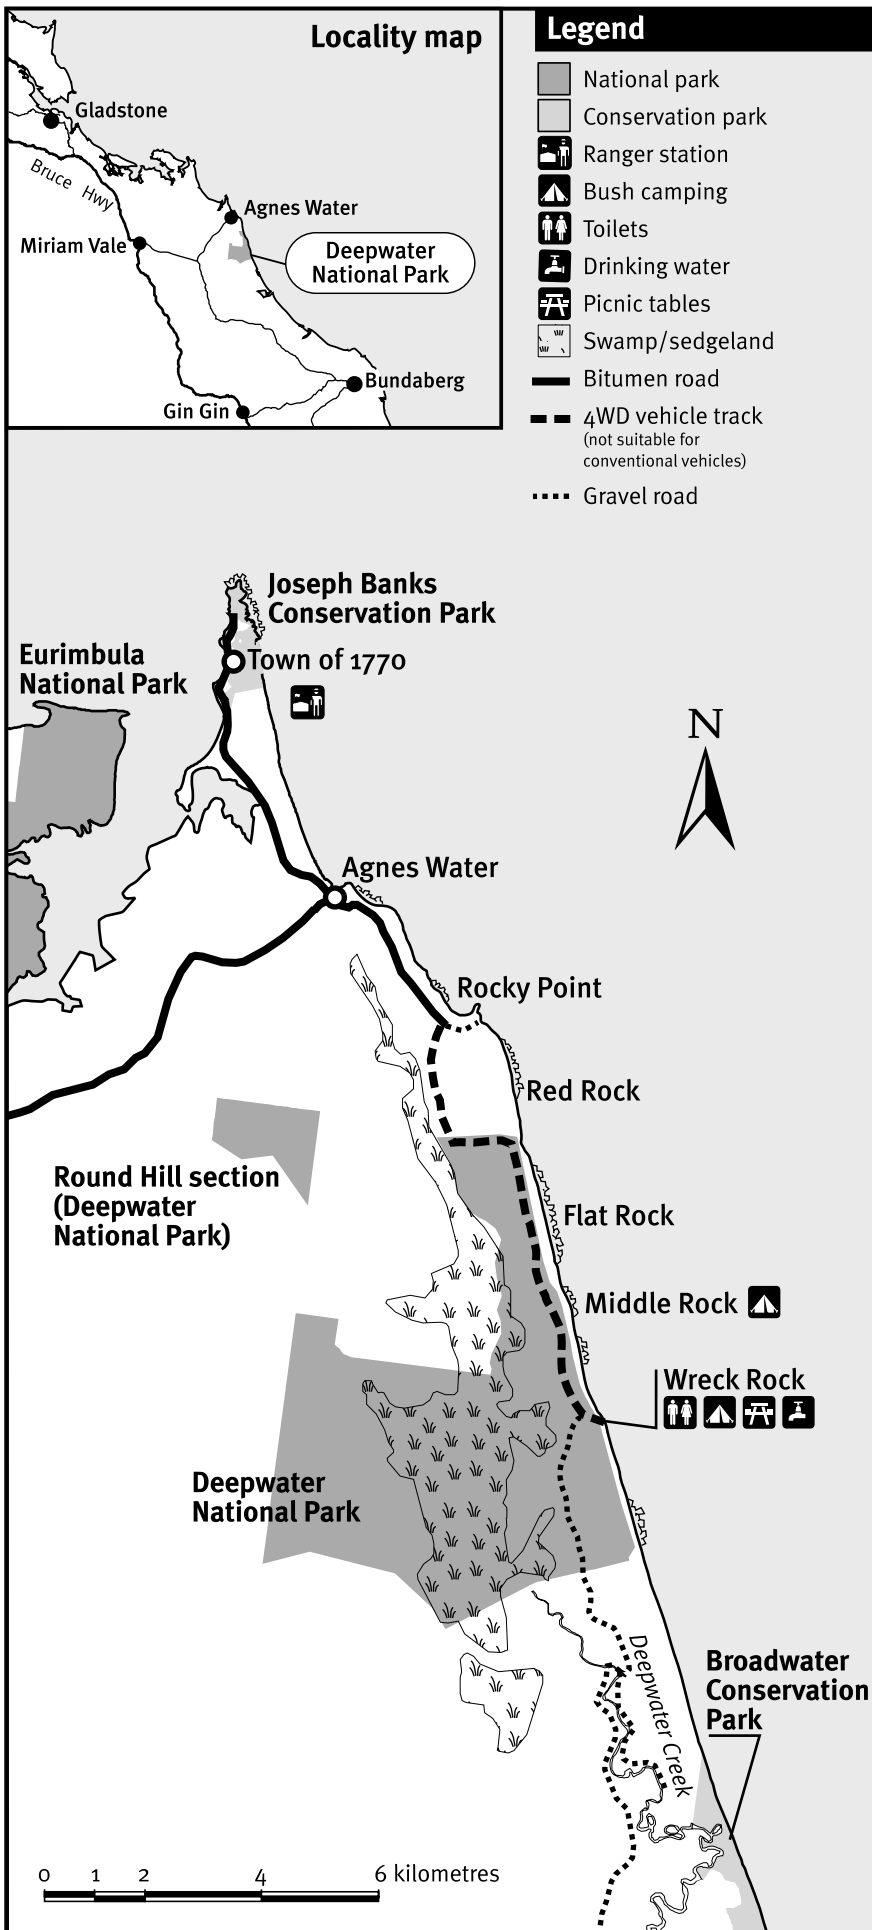 Locality map
Gladstone
Bruce Hwy
Agnes Water
Miriam Vale
Deepwater
National Park
Bundaberg
Gin Gin
Legend
National park
Conservation park
Ranger station
Bush camping
Toilets
Drinking water
Picnic tables
Swamp/sedgeland
Bitumen road
4WD vehicle track
(not suitable for
conventional vehicles)
Gravel road
Joseph Banks
Conservation Park
Eurimbula
National Park
Town of 1770
N
Agnes Water
Rocky Point
Red Rock
Round Hill section
(Deepwater
National Park)
Flat Rock
Middle Rock
Wreck Rock
Deepwater
National Park
Deepwater Creek
Broadwater
Conservation
Park
0 1 2 4 6 kilometres